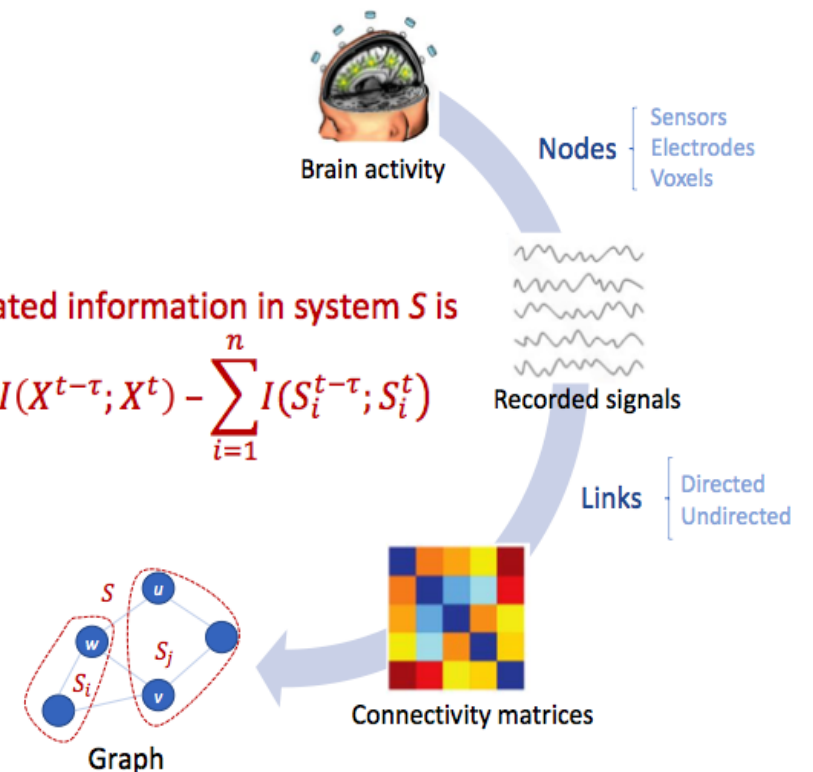 Brain activity
Nodes
Sensors
Electrodes
Voxels
ated information in system S is
I(X^{t−τ}; X^t) − \sum_{i=1}^{n} I(S_i^{t−τ}; S_i^t)
Recorded signals
Links
Directed
Undirected
S
u
w
S_j
S_i
v
Connectivity matrices
Graph